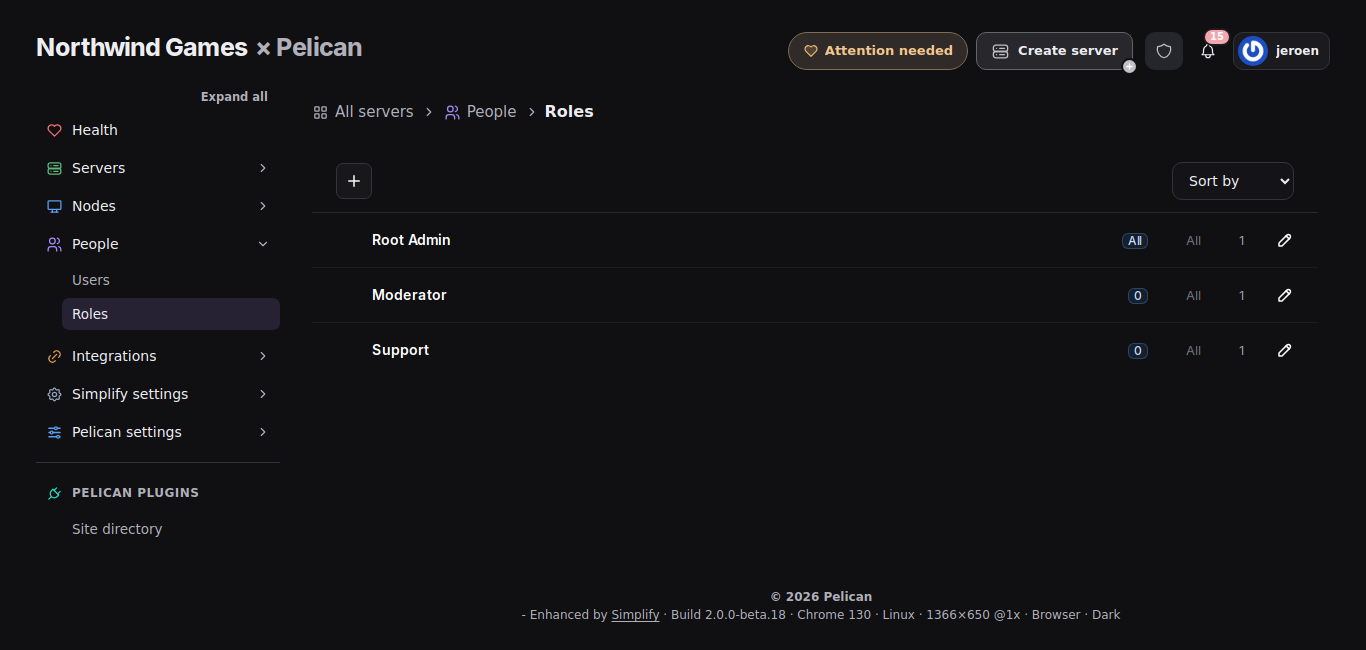 Northwind Games × Pelican
Attention needed
Create server
15
jeroen
Expand all
Health
Servers
Nodes
People
Users
Roles
Integrations
Simplify settings
Pelican settings
PELICAN PLUGINS
Site directory
All servers > People > Roles
Sort by
Root Admin All All 1
Moderator 0 All 1
Support 0 All 1
© 2026 Pelican
- Enhanced by Simplify · Build 2.0.0-beta.18 · Chrome 130 · Linux · 1366×650 @1x · Browser · Dark